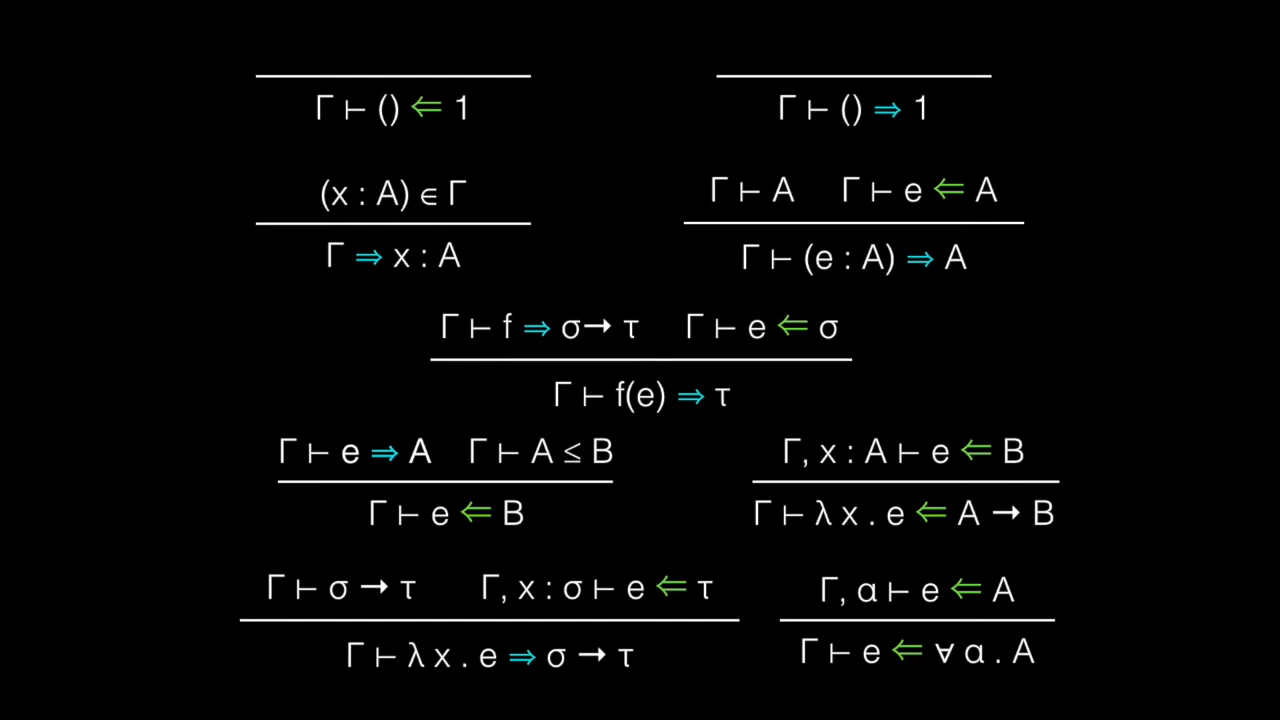 Γ ⊢ () ⇐ 1
Γ ⊢ () ⇒ 1
(x : A) ∈ Γ
Γ ⇒ x : A
Γ ⊢ A Γ ⊢ e ⇐ A
Γ ⊢ (e : A) ⇒ A
Γ ⊢ f ⇒ σ→ τ Γ ⊢ e ⇐ σ
Γ ⊢ f(e) ⇒ τ
Γ ⊢ e ⇒ A Γ ⊢ A ≤ B
Γ ⊢ e ⇐ B
Γ, x : A ⊢ e ⇐ B
Γ ⊢ λ x . e ⇐ A → B
Γ ⊢ σ → τ Γ, x : σ ⊢ e ⇐ τ
Γ ⊢ λ x . e ⇒ σ → τ
Γ, α ⊢ e ⇐ A
Γ ⊢ e ⇐ ∀ α . A